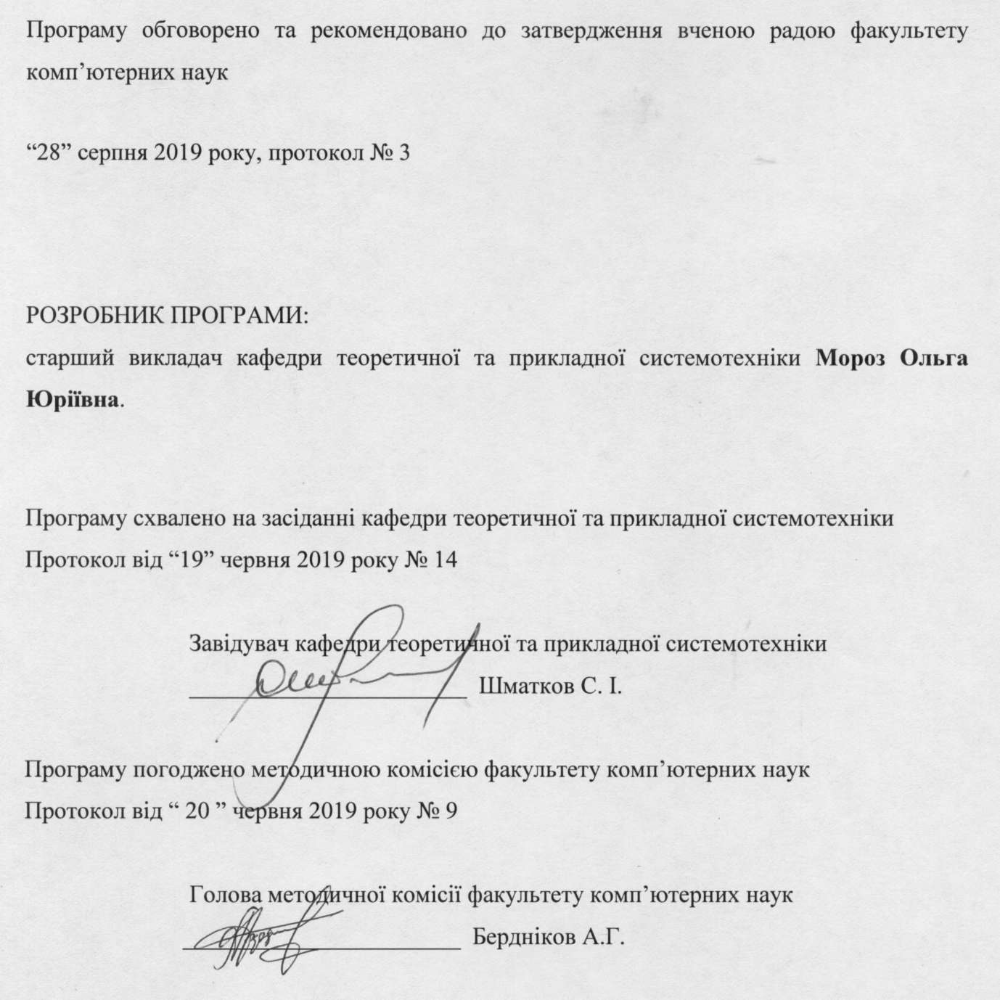 Програму обговорено та рекомендовано до затвердження вченою радою факультету
комп’ютерних наук
“28” серпня 2019 року, протокол № 3
РОЗРОБНИК ПРОГРАМИ:
старший викладач кафедри теоретичної та прикладної системотехніки Мороз Ольга
Юріївна.
Програму схвалено на засіданні кафедри теоретичної та прикладної системотехніки
Протокол від “19” червня 2019 року № 14
Завідувач кафедри теоретичної та прикладної системотехніки
Шматков С. І.
Програму погоджено методичною комісією факультету комп’ютерних наук
Протокол від “ 20 ” червня 2019 року № 9
Голова методичної комісії факультету комп’ютерних наук
Бердніков А.Г.